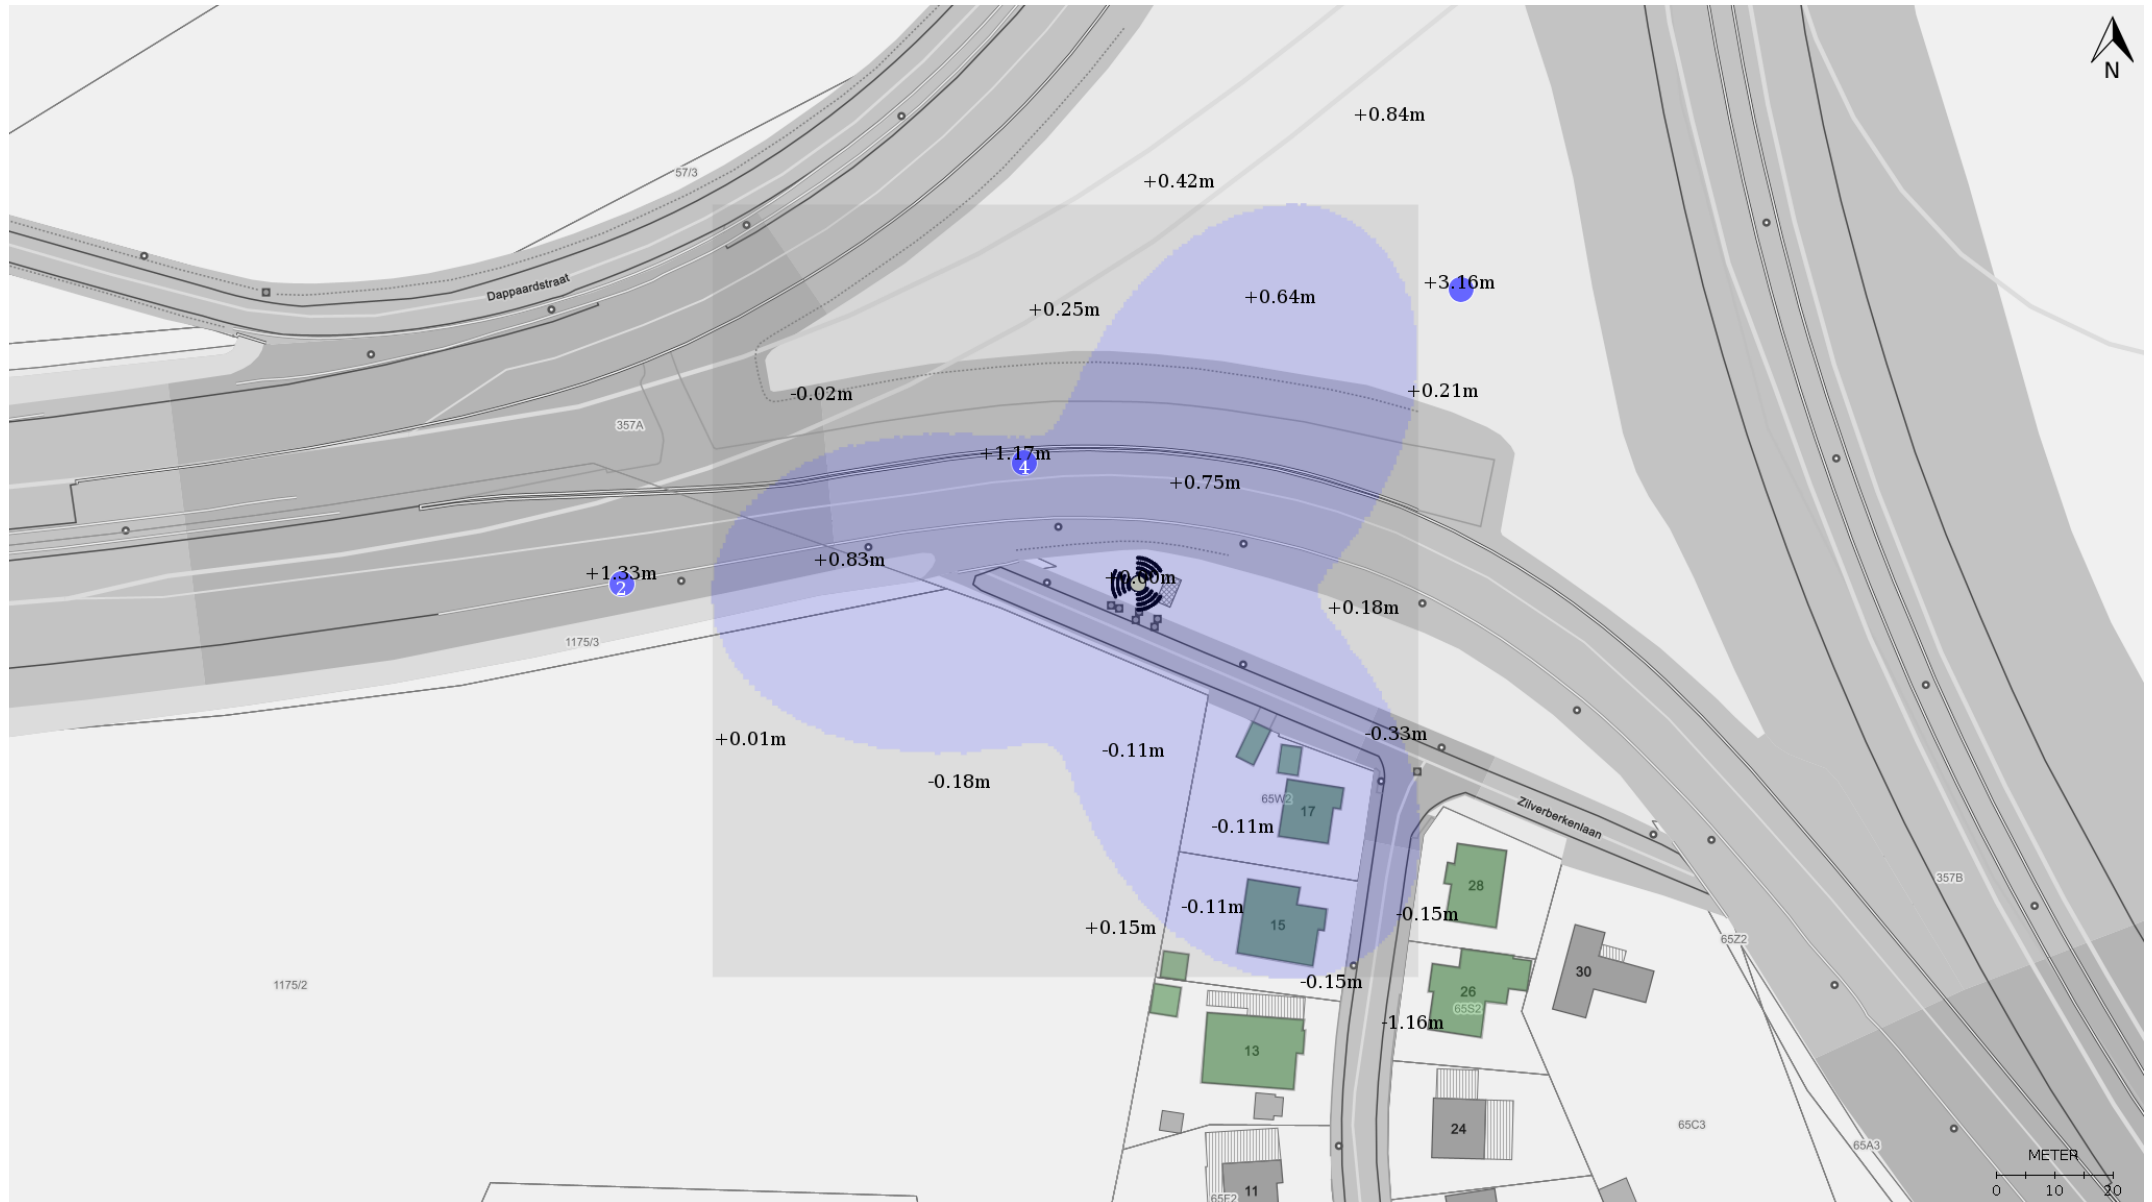 N
+0.84m
57/3
+0.42m
Dappaardstraat
+3.16m
+0.64m
+0.25m
+0.21m
-0.02m
357A
+1.17m
4
+0.75m
+0.83m
+1.33m
2
+0.00m
+0.18m
1175/3
-0.33m
+0.01m
-0.11m
-0.18m
65W2
17
Zilverberkenlaan
-0.11m
357B
28
-0.11m
-0.15m
+0.15m
15
65Z2
30
1175/2
-0.15m
26
65S2
-1.16m
13
24
65C3
65A3
METER
11
65E2
0 10 20